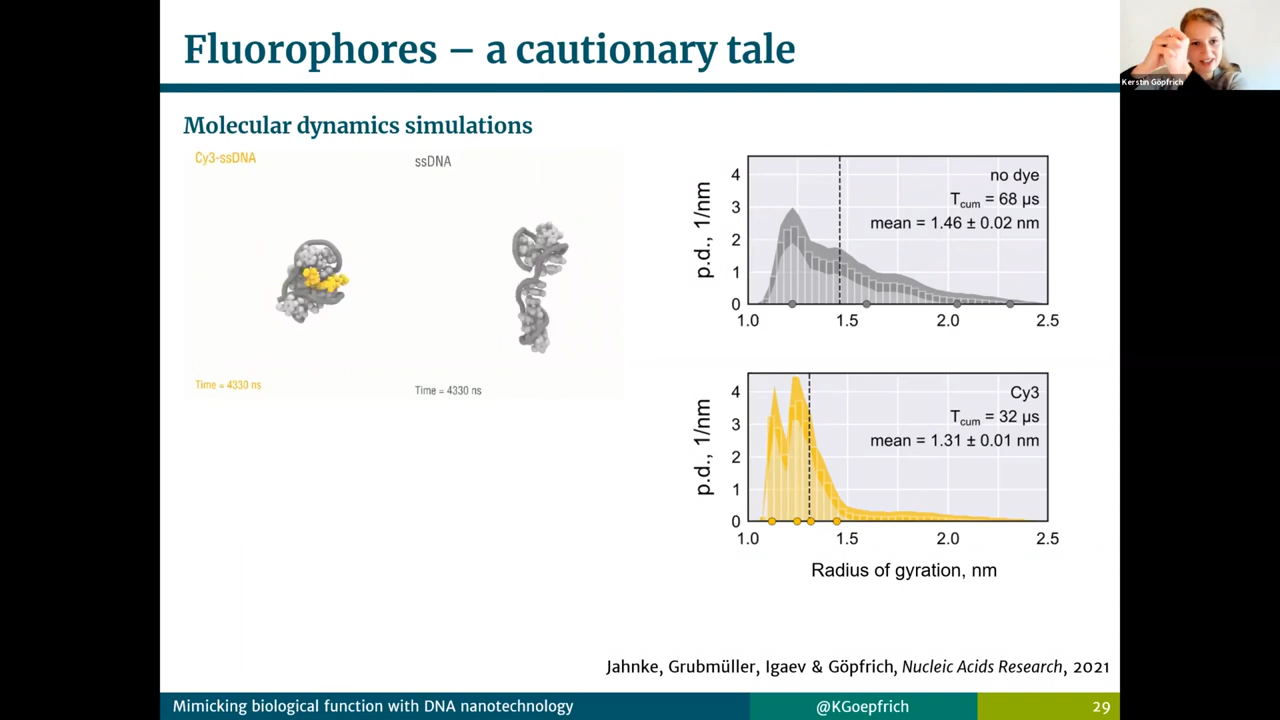 Fluorophores – a cautionary tale
Kerstin Göpfrich
Molecular dynamics simulations
Cy3-ssDNA
ssDNA
Time = 4330 ns
Time = 4330 ns
p.d., 1/nm
4
3
2
1
0
no dye
Tcum = 68 μs
mean = 1.46 ± 0.02 nm
1.0 1.5 2.0 2.5
p.d., 1/nm
4
3
2
1
0
Cy3
Tcum = 32 μs
mean = 1.31 ± 0.01 nm
1.0 1.5 2.0 2.5
Radius of gyration, nm
Jahnke, Grubmüller, Igaev & Göpfrich, Nucleic Acids Research, 2021
Mimicking biological function with DNA nanotechnology
@KGoepfrich
29